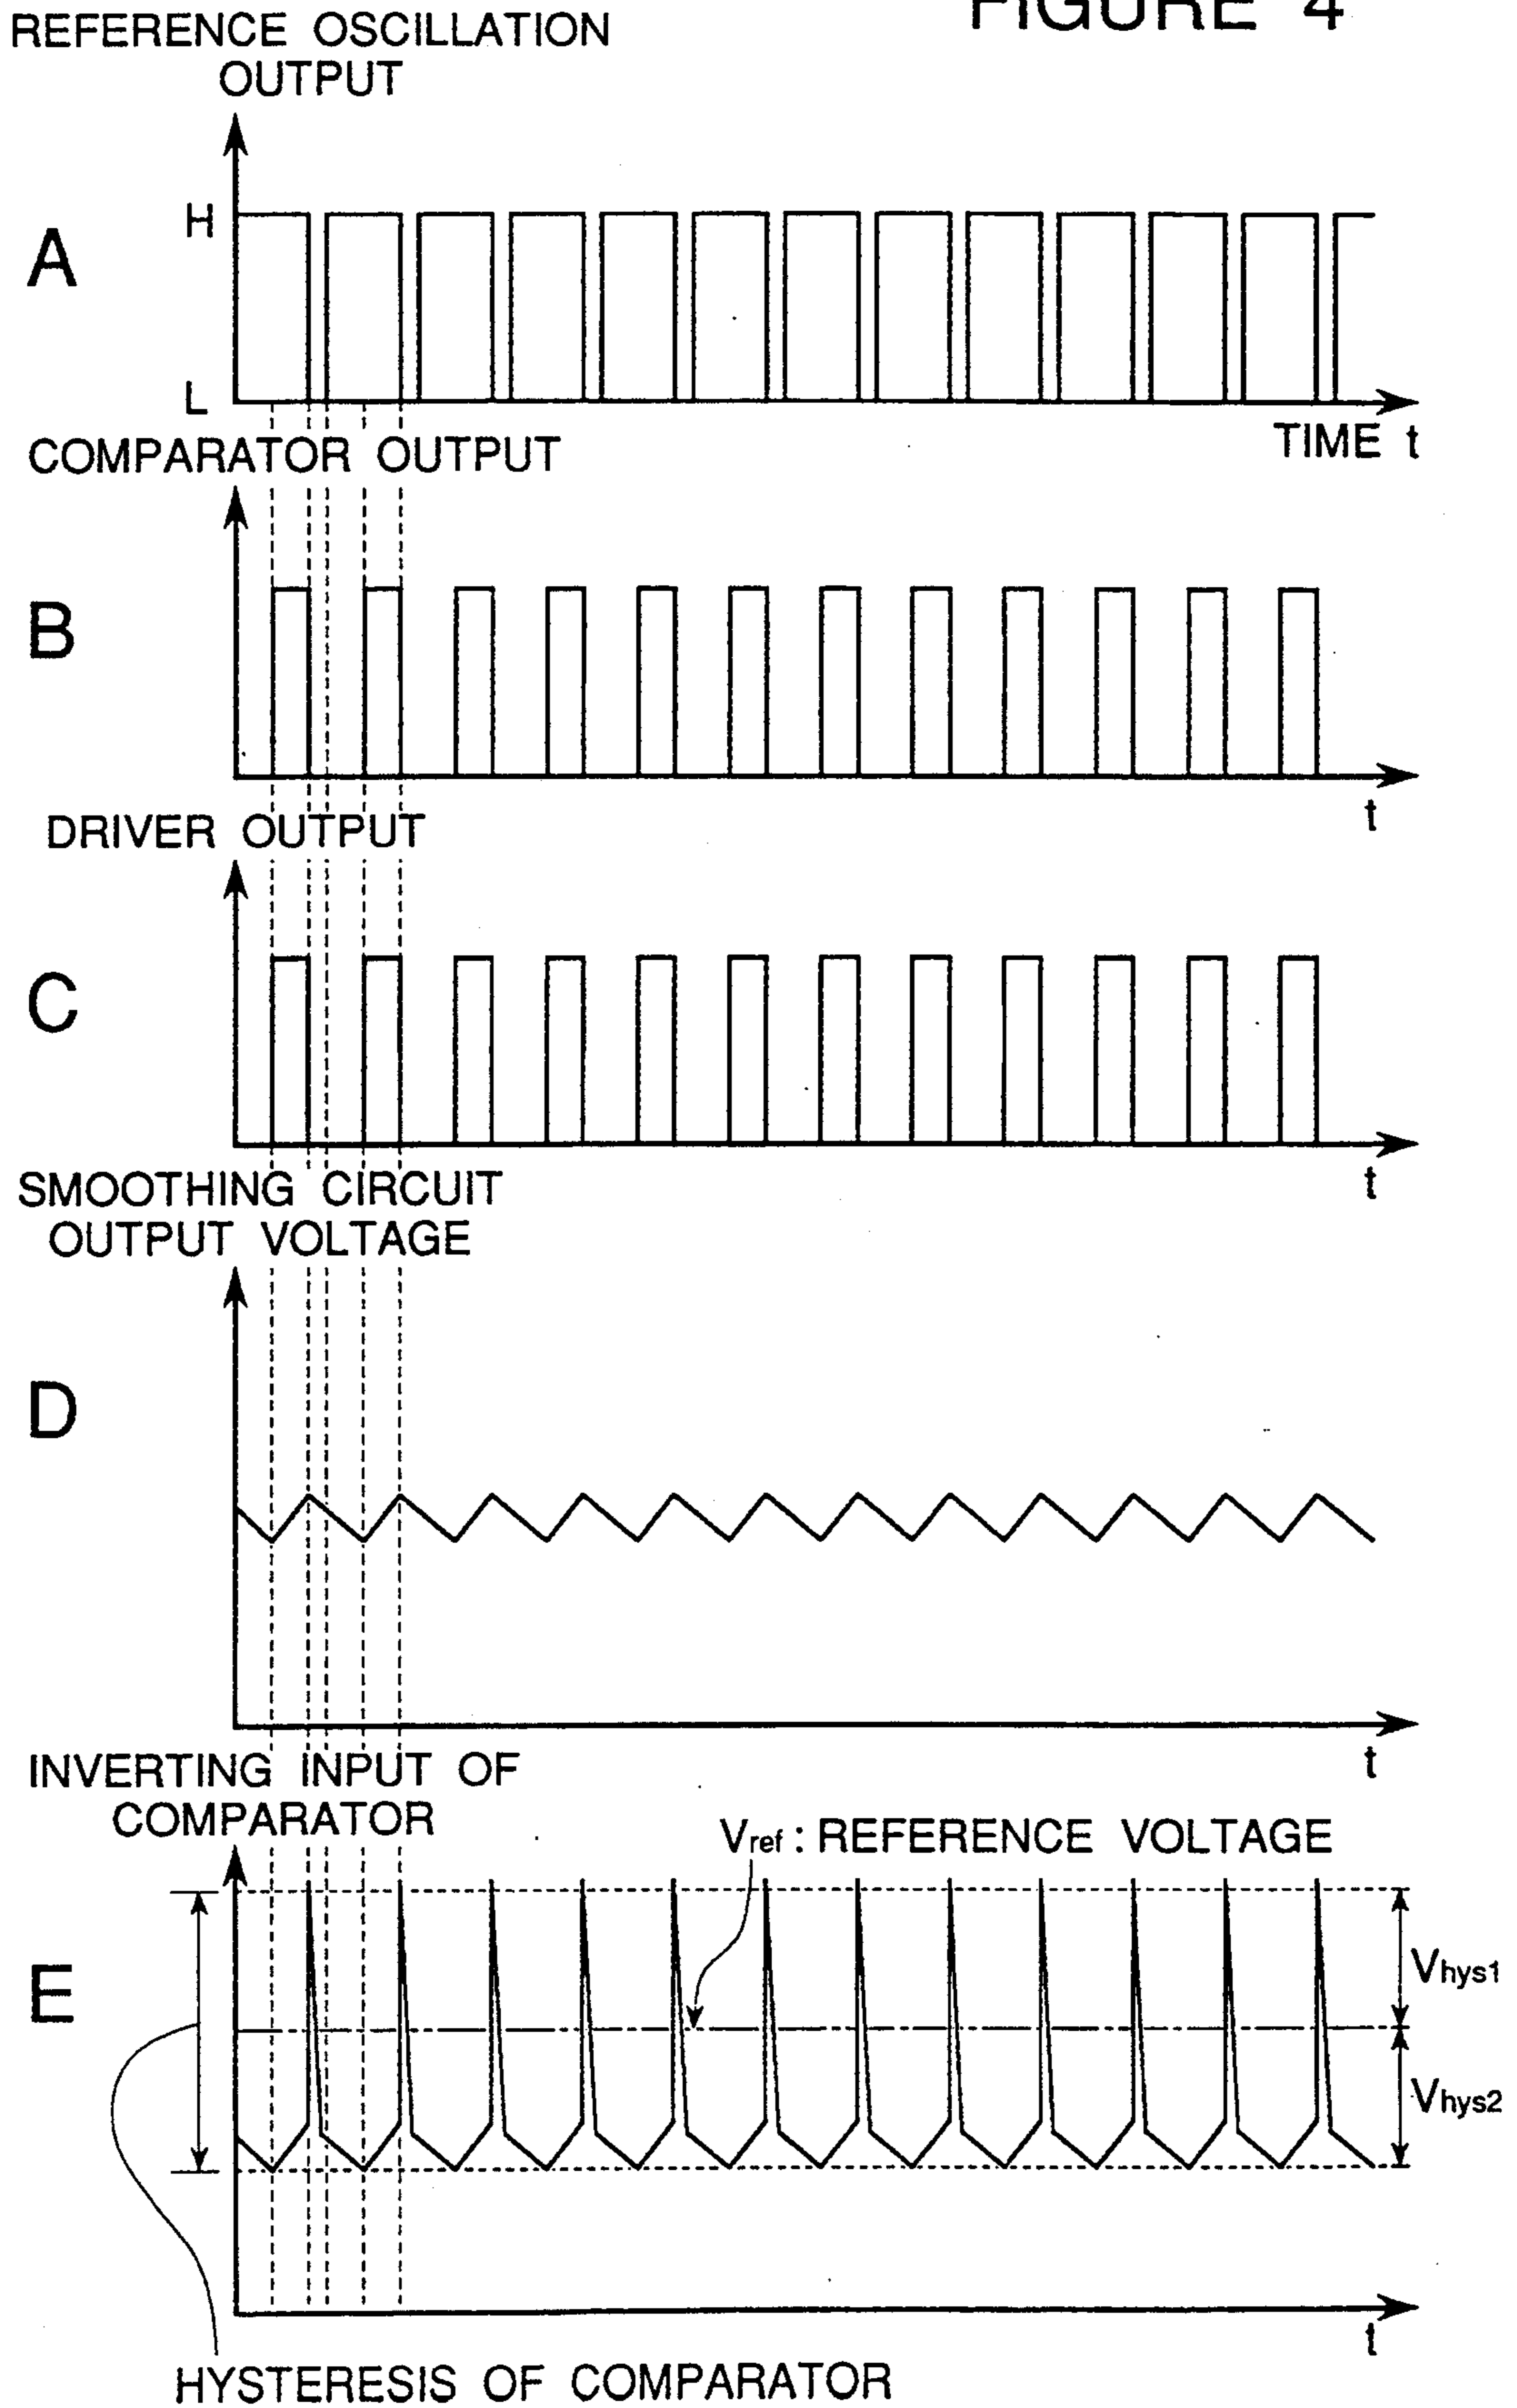 FIGURE 4
REFERENCE OSCILLATION
OUTPUT
H
A
L
TIME t
COMPARATOR OUTPUT
B
t
DRIVER OUTPUT
C
t
SMOOTHING CIRCUIT
OUTPUT VOLTAGE
D
t
INVERTING INPUT OF
COMPARATOR
Vref : REFERENCE VOLTAGE
E
Vhys1
Vhys2
t
HYSTERESIS OF COMPARATOR